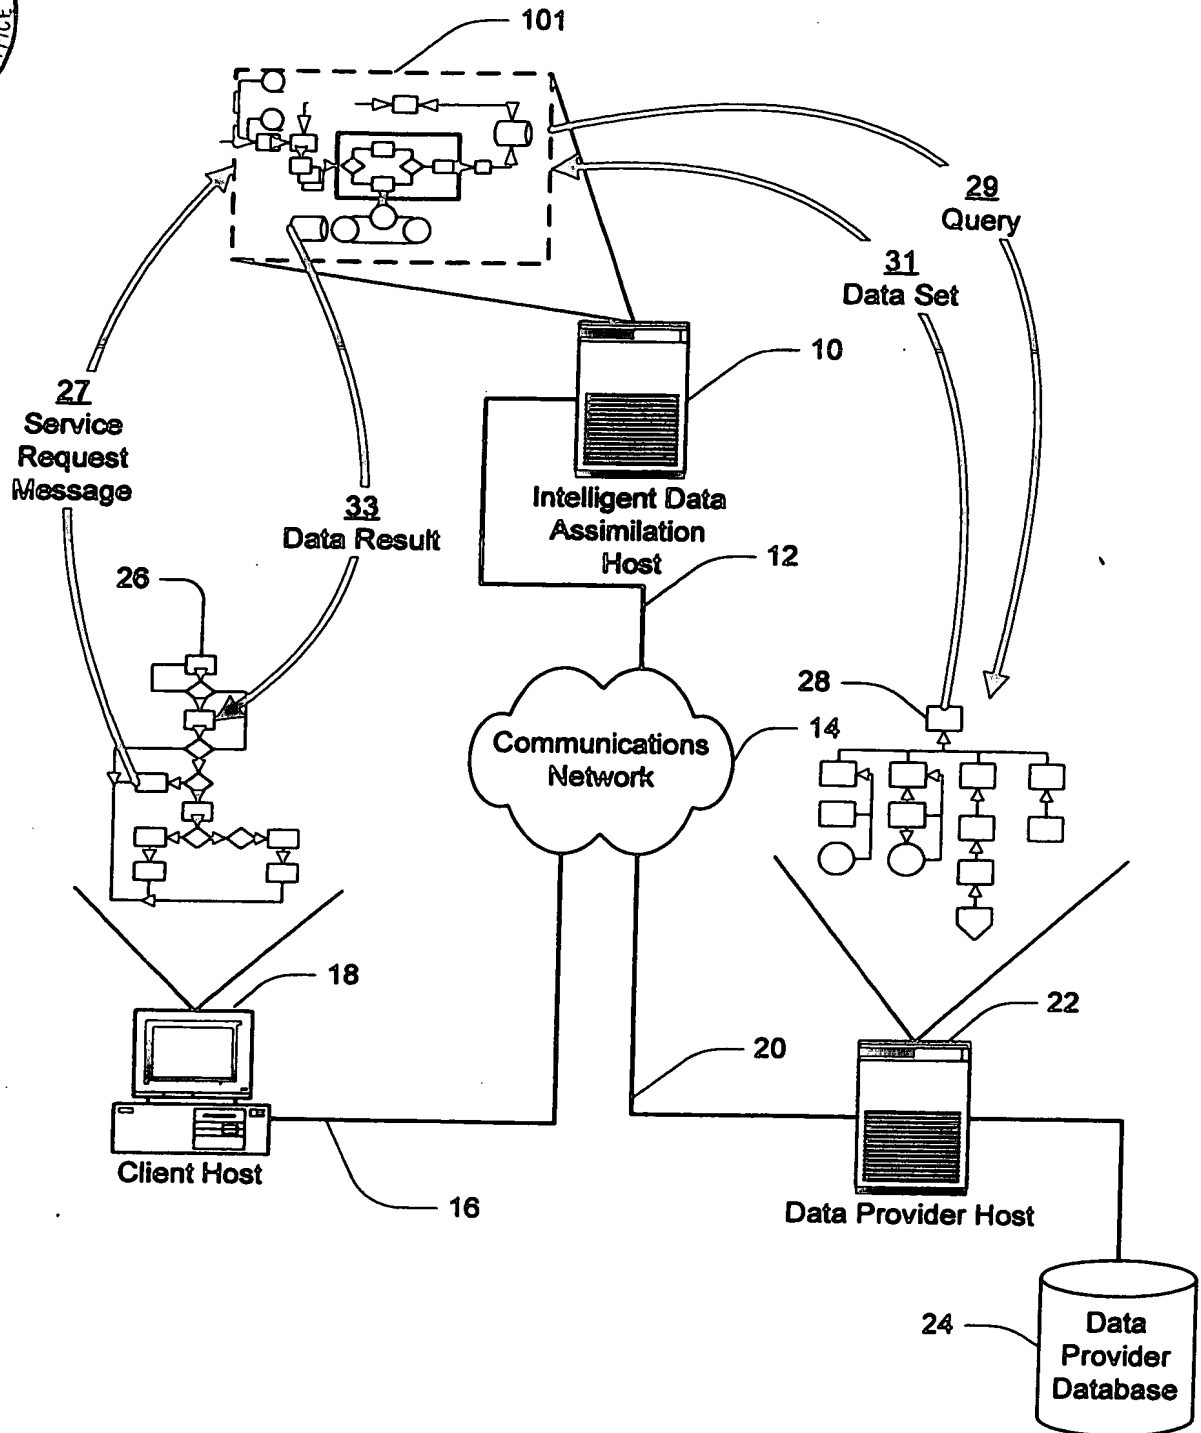 101
29
Query
31
Data Set
10
27
Service
Request
Message
33
Data Result
Intelligent Data
Assimilation
Host
12
26
28
14
Communications
Network
18
22
20
Client Host
16
Data Provider Host
24
Data
Provider
Database